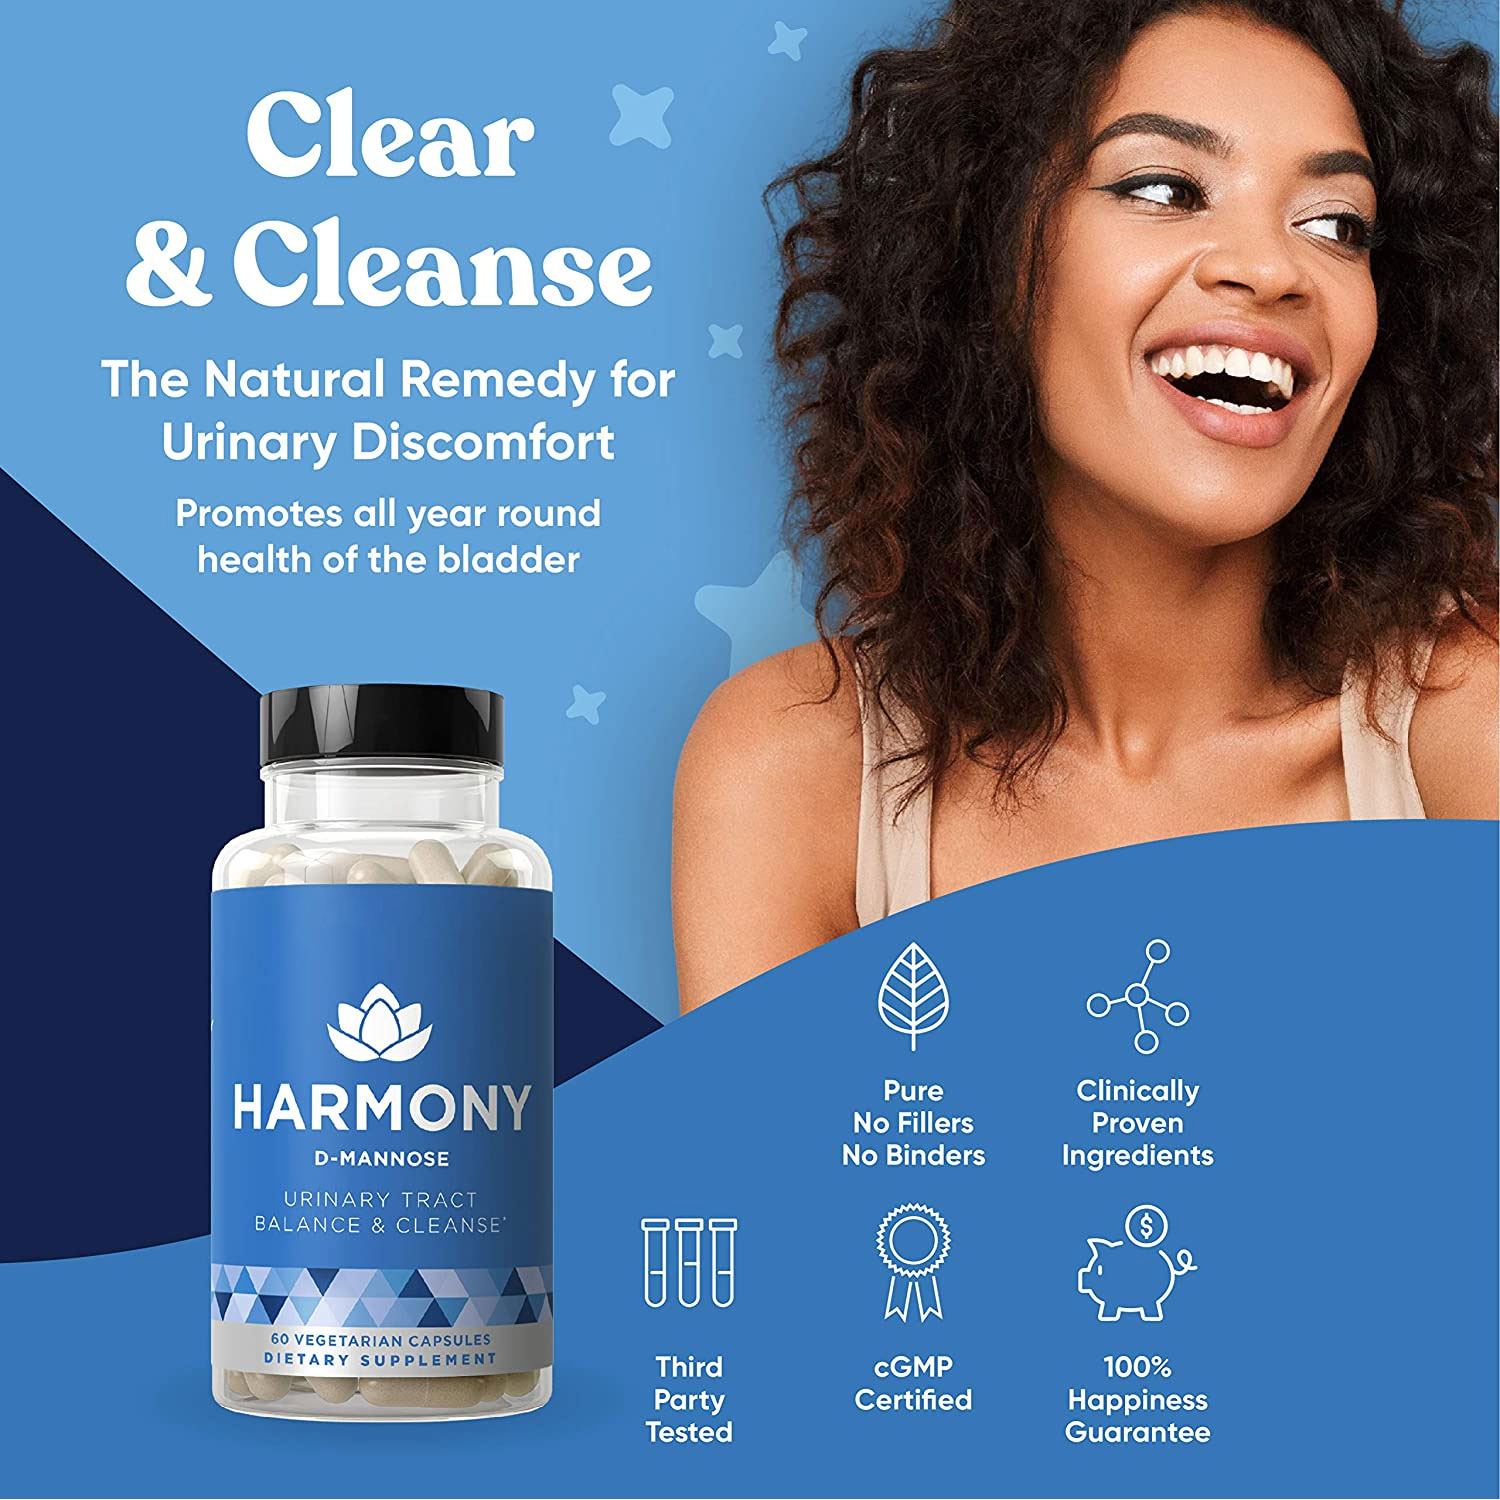 Clear
& Cleanse
The Natural Remedy for
Urinary Discomfort
Promotes all year round
health of the bladder
HARMONY
D-MANNOSE
URINARY TRACT
BALANCE & CLEANSE*
60 VEGETARIAN CAPSULES
DIETARY SUPPLEMENT
Pure
No Fillers
No Binders
Clinically
Proven
Ingredients
Third
Party
Tested
cGMP
Certified
$
100%
Happiness
Guarantee